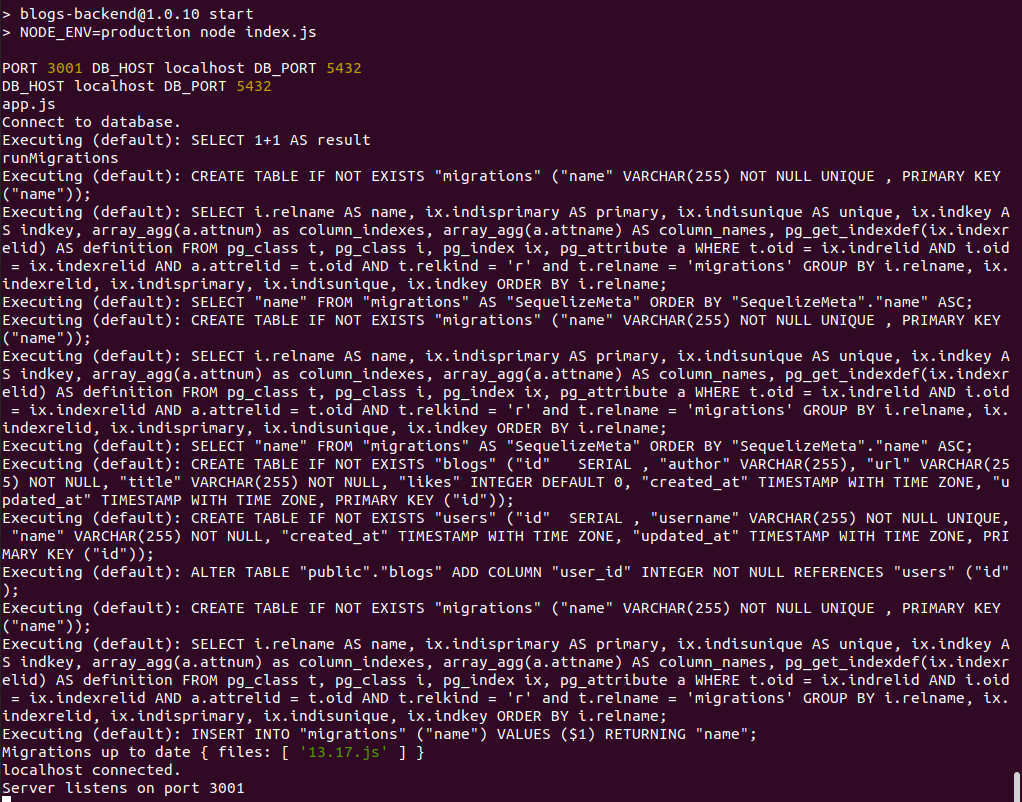 > blogs-backend@1.0.10 start
> NODE_ENV=production node index.js
PORT 3001 DB_HOST localhost DB_PORT 5432
DB_HOST localhost DB_PORT 5432
app.js
Connect to database.
Executing (default): SELECT 1+1 AS result
runMigrations
Executing (default): CREATE TABLE IF NOT EXISTS "migrations" ("name" VARCHAR(255) NOT NULL UNIQUE , PRIMARY KEY
("name"));
Executing (default): SELECT i.relname AS name, ix.indisprimary AS primary, ix.indisunique AS unique, ix.indkey A
S indkey, array_agg(a.attnum) as column_indexes, array_agg(a.attname) AS column_names, pg_get_indexdef(ix.indexr
elid) AS definition FROM pg_class t, pg_class i, pg_index ix, pg_attribute a WHERE t.oid = ix.indrelid AND i.oid
 = ix.indexrelid AND a.attrelid = t.oid AND t.relkind = 'r' and t.relname = 'migrations' GROUP BY i.relname, ix.
indexrelid, ix.indisprimary, ix.indisunique, ix.indkey ORDER BY i.relname;
Executing (default): SELECT "name" FROM "migrations" AS "SequelizeMeta" ORDER BY "SequelizeMeta"."name" ASC;
Executing (default): CREATE TABLE IF NOT EXISTS "migrations" ("name" VARCHAR(255) NOT NULL UNIQUE , PRIMARY KEY
("name"));
Executing (default): SELECT i.relname AS name, ix.indisprimary AS primary, ix.indisunique AS unique, ix.indkey A
S indkey, array_agg(a.attnum) as column_indexes, array_agg(a.attname) AS column_names, pg_get_indexdef(ix.indexr
elid) AS definition FROM pg_class t, pg_class i, pg_index ix, pg_attribute a WHERE t.oid = ix.indrelid AND i.oid
 = ix.indexrelid AND a.attrelid = t.oid AND t.relkind = 'r' and t.relname = 'migrations' GROUP BY i.relname, ix.
indexrelid, ix.indisprimary, ix.indisunique, ix.indkey ORDER BY i.relname;
Executing (default): SELECT "name" FROM "migrations" AS "SequelizeMeta" ORDER BY "SequelizeMeta"."name" ASC;
Executing (default): CREATE TABLE IF NOT EXISTS "blogs" ("id"   SERIAL , "author" VARCHAR(255), "url" VARCHAR(25
5) NOT NULL, "title" VARCHAR(255) NOT NULL, "likes" INTEGER DEFAULT 0, "created_at" TIMESTAMP WITH TIME ZONE, "u
pdated_at" TIMESTAMP WITH TIME ZONE, PRIMARY KEY ("id"));
Executing (default): CREATE TABLE IF NOT EXISTS "users" ("id"  SERIAL , "username" VARCHAR(255) NOT NULL UNIQUE,
 "name" VARCHAR(255) NOT NULL, "created_at" TIMESTAMP WITH TIME ZONE, "updated_at" TIMESTAMP WITH TIME ZONE, PRI
MARY KEY ("id"));
Executing (default): ALTER TABLE "public"."blogs" ADD COLUMN "user_id" INTEGER NOT NULL REFERENCES "users" ("id"
);
Executing (default): CREATE TABLE IF NOT EXISTS "migrations" ("name" VARCHAR(255) NOT NULL UNIQUE , PRIMARY KEY
("name"));
Executing (default): SELECT i.relname AS name, ix.indisprimary AS primary, ix.indisunique AS unique, ix.indkey A
S indkey, array_agg(a.attnum) as column_indexes, array_agg(a.attname) AS column_names, pg_get_indexdef(ix.indexr
elid) AS definition FROM pg_class t, pg_class i, pg_index ix, pg_attribute a WHERE t.oid = ix.indrelid AND i.oid
 = ix.indexrelid AND a.attrelid = t.oid AND t.relkind = 'r' and t.relname = 'migrations' GROUP BY i.relname, ix.
indexrelid, ix.indisprimary, ix.indisunique, ix.indkey ORDER BY i.relname;
Executing (default): INSERT INTO "migrations" ("name") VALUES ($1) RETURNING "name";
Migrations up to date { files: [ '13.17.js' ] }
localhost connected.
Server listens on port 3001